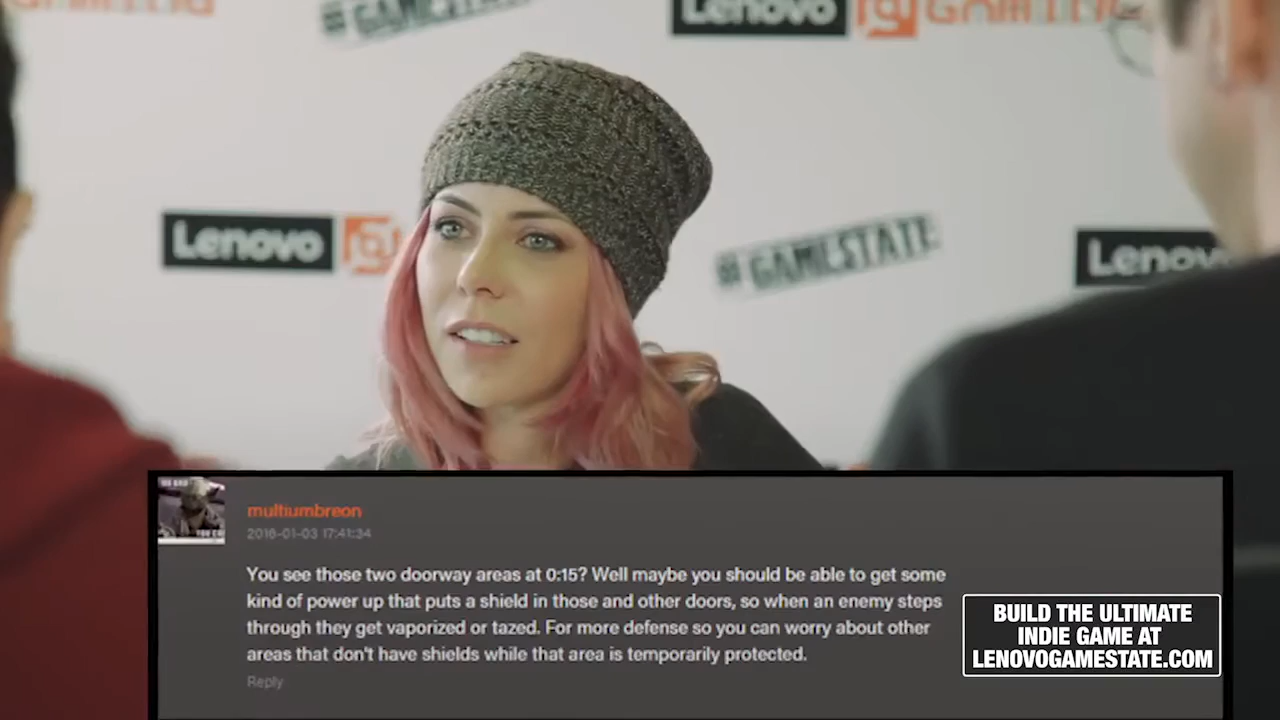 #GAMESTATE
Lenovo GAMING
Lenovo
#GAMESTATE
Lenovo
multiumbreon
2016-01-03 17:41:34
You see those two doorway areas at 0:15? Well maybe you should be able to get some
kind of power up that puts a shield in those and other doors, so when an enemy steps
through they get vaporized or tazed. For more defense so you can worry about other
areas that don't have shields while that area is temporarily protected.
Reply
BUILD THE ULTIMATE
INDIE GAME AT
LENOVOGAMESTATE.COM